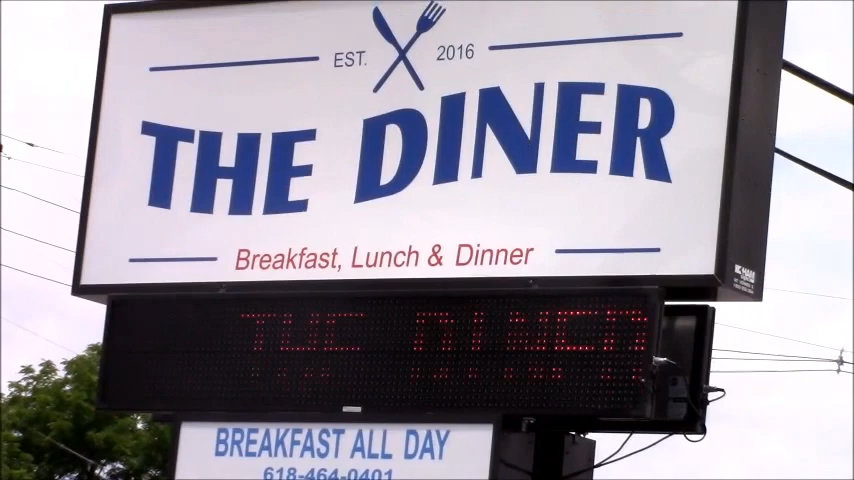 EST. 2016
THE DINER
Breakfast, Lunch & Dinner
THE DINER
BREAKFAST ALL DAY
618-464-0401